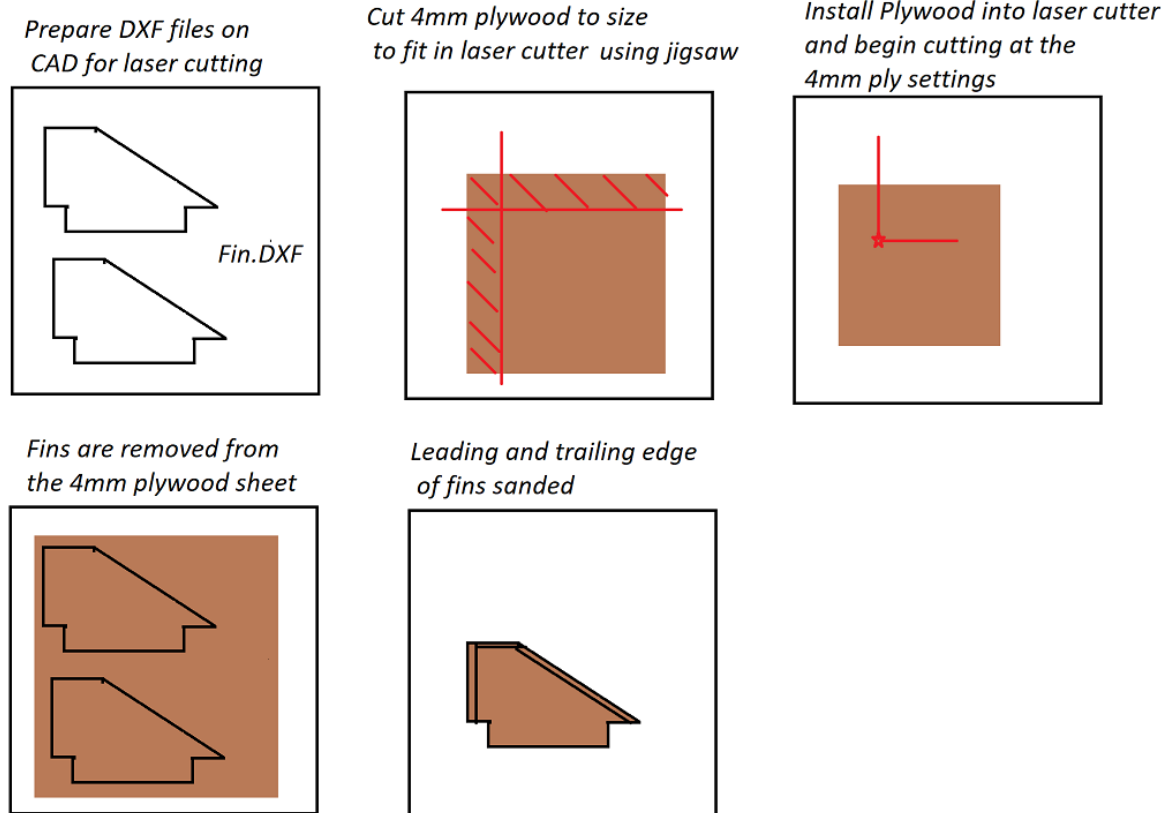 Prepare DXF files on
CAD for laser cutting
Cut 4mm plywood to size
to fit in laser cutter using jigsaw
Install Plywood into laser cutter
and begin cutting at the
4mm ply settings
Fin.DXF
Fins are removed from
the 4mm plywood sheet
Leading and trailing edge
of fins sanded